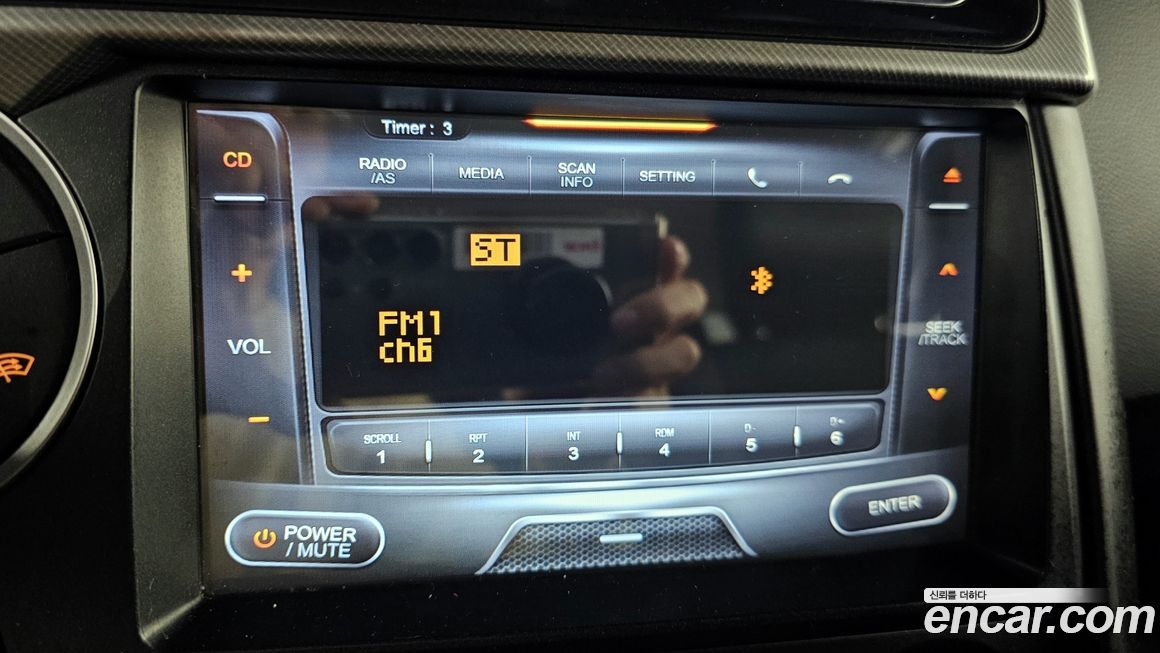 Timer : 3
CD
RADIO
/AS
MEDIA
SCAN
INFO
SETTING
ST
FM1
ch6
VOL
SEEK
/TRACK
SCROLL
1
RPT
2
INT
3
RDM
4
D-
5
D+
6
POWER
/ MUTE
ENTER
신뢰를 더하다
encar.com